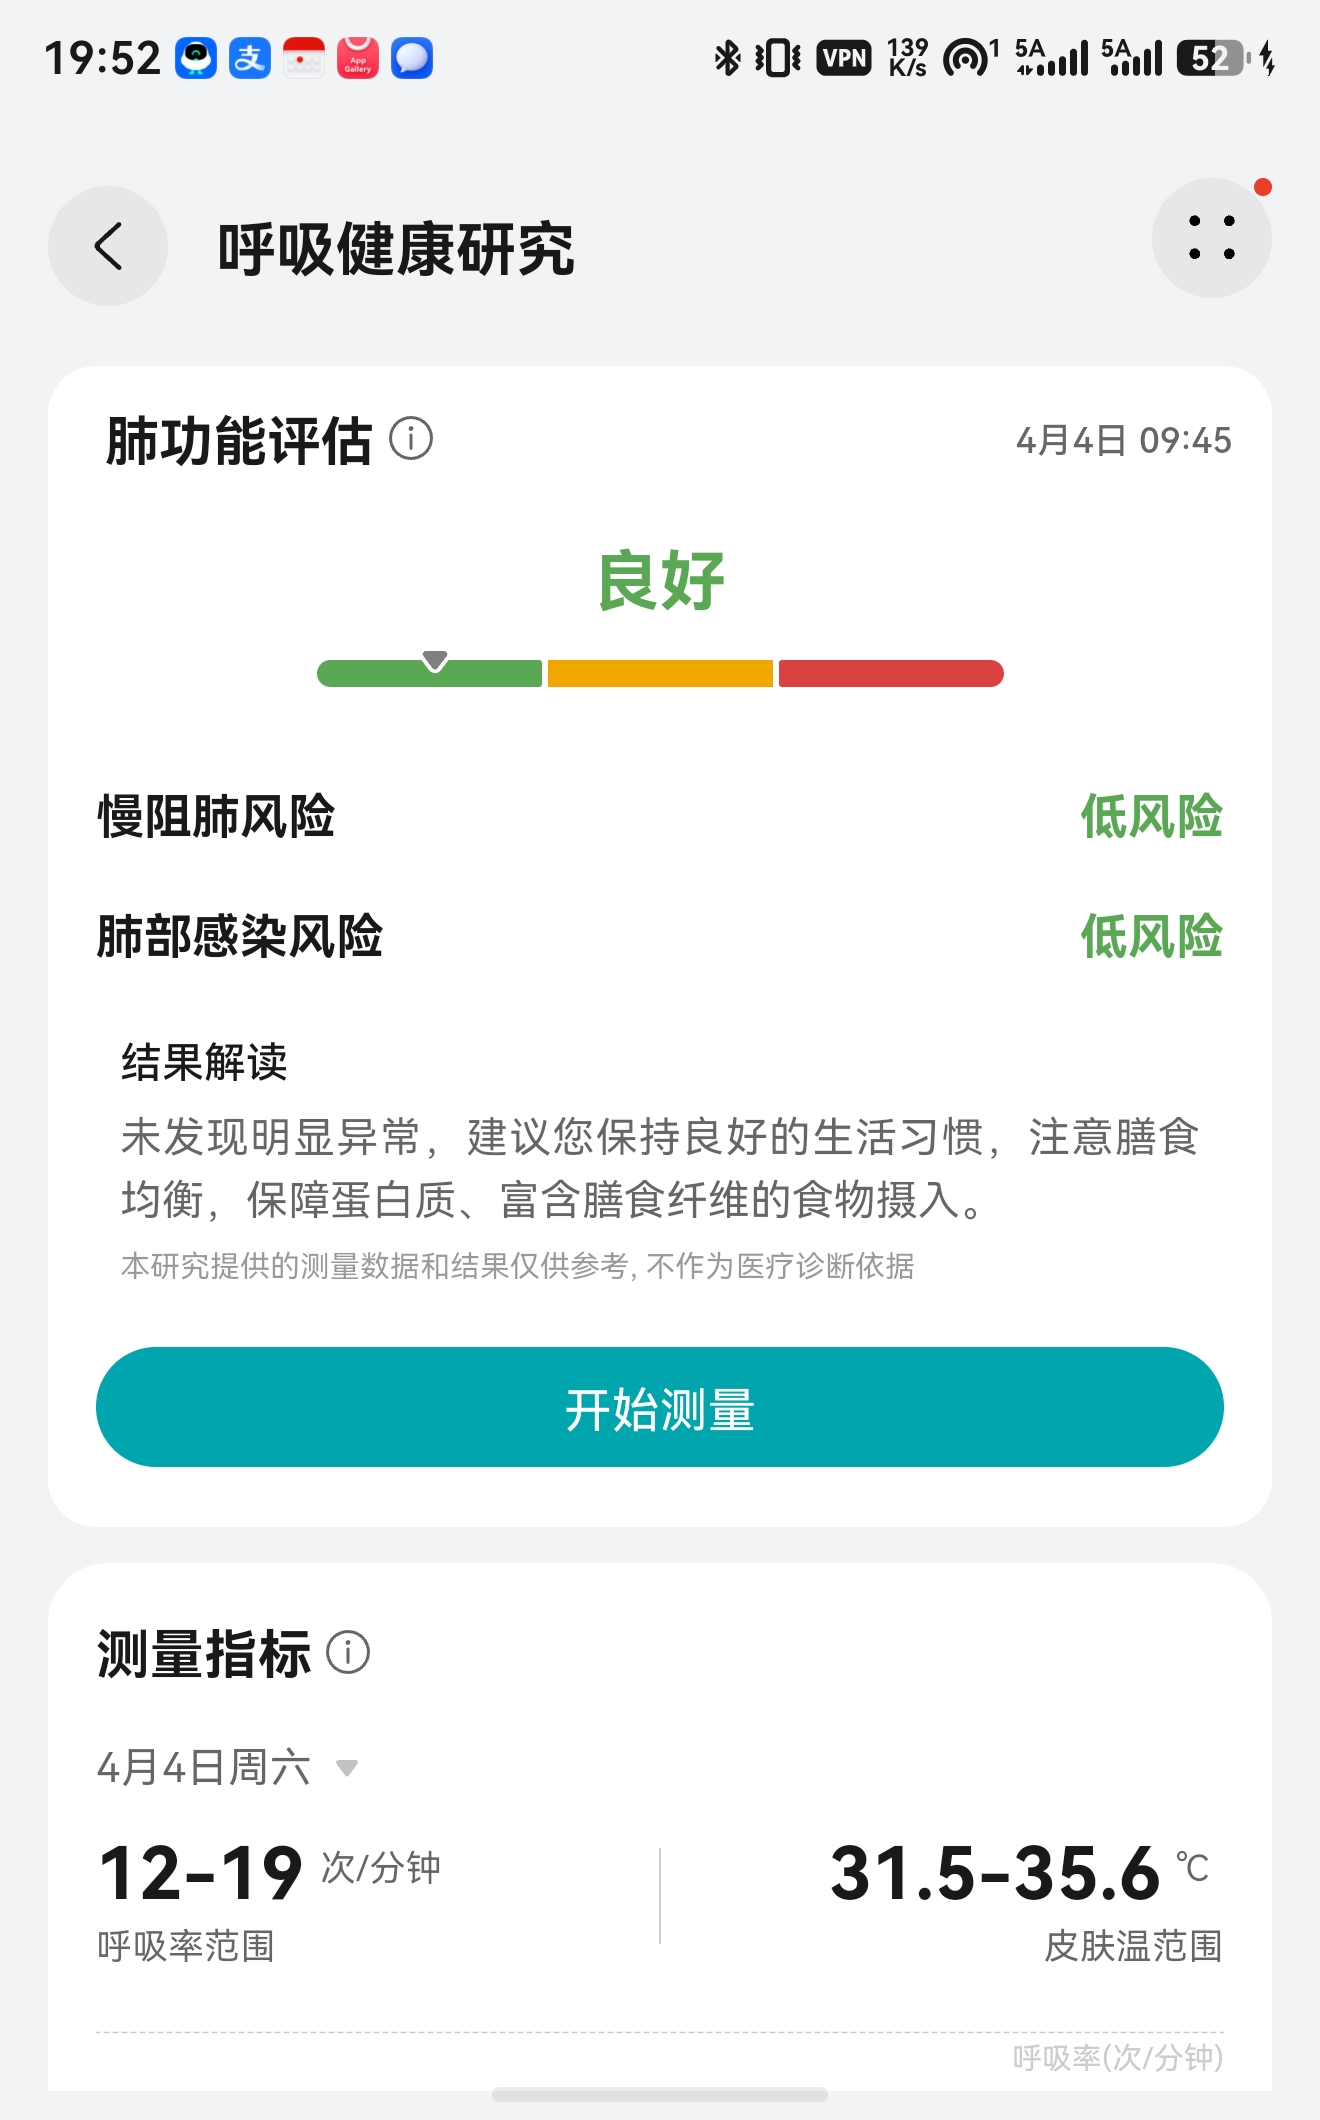 19:52 支 App Gallery VPN 139 K/s 1 5A 5A 52
呼吸健康研究
肺功能评估 4月4日 09:45
良好
慢阻肺风险 低风险
肺部感染风险 低风险
结果解读
未发现明显异常，建议您保持良好的生活习惯，注意膳食
均衡，保障蛋白质、富含膳食纤维的食物摄入。
本研究提供的测量数据和结果仅供参考, 不作为医疗诊断依据
开始测量
测量指标
4月4日周六
12-19 次/分钟 31.5-35.6 ℃
呼吸率范围 皮肤温范围
呼吸率(次/分钟)